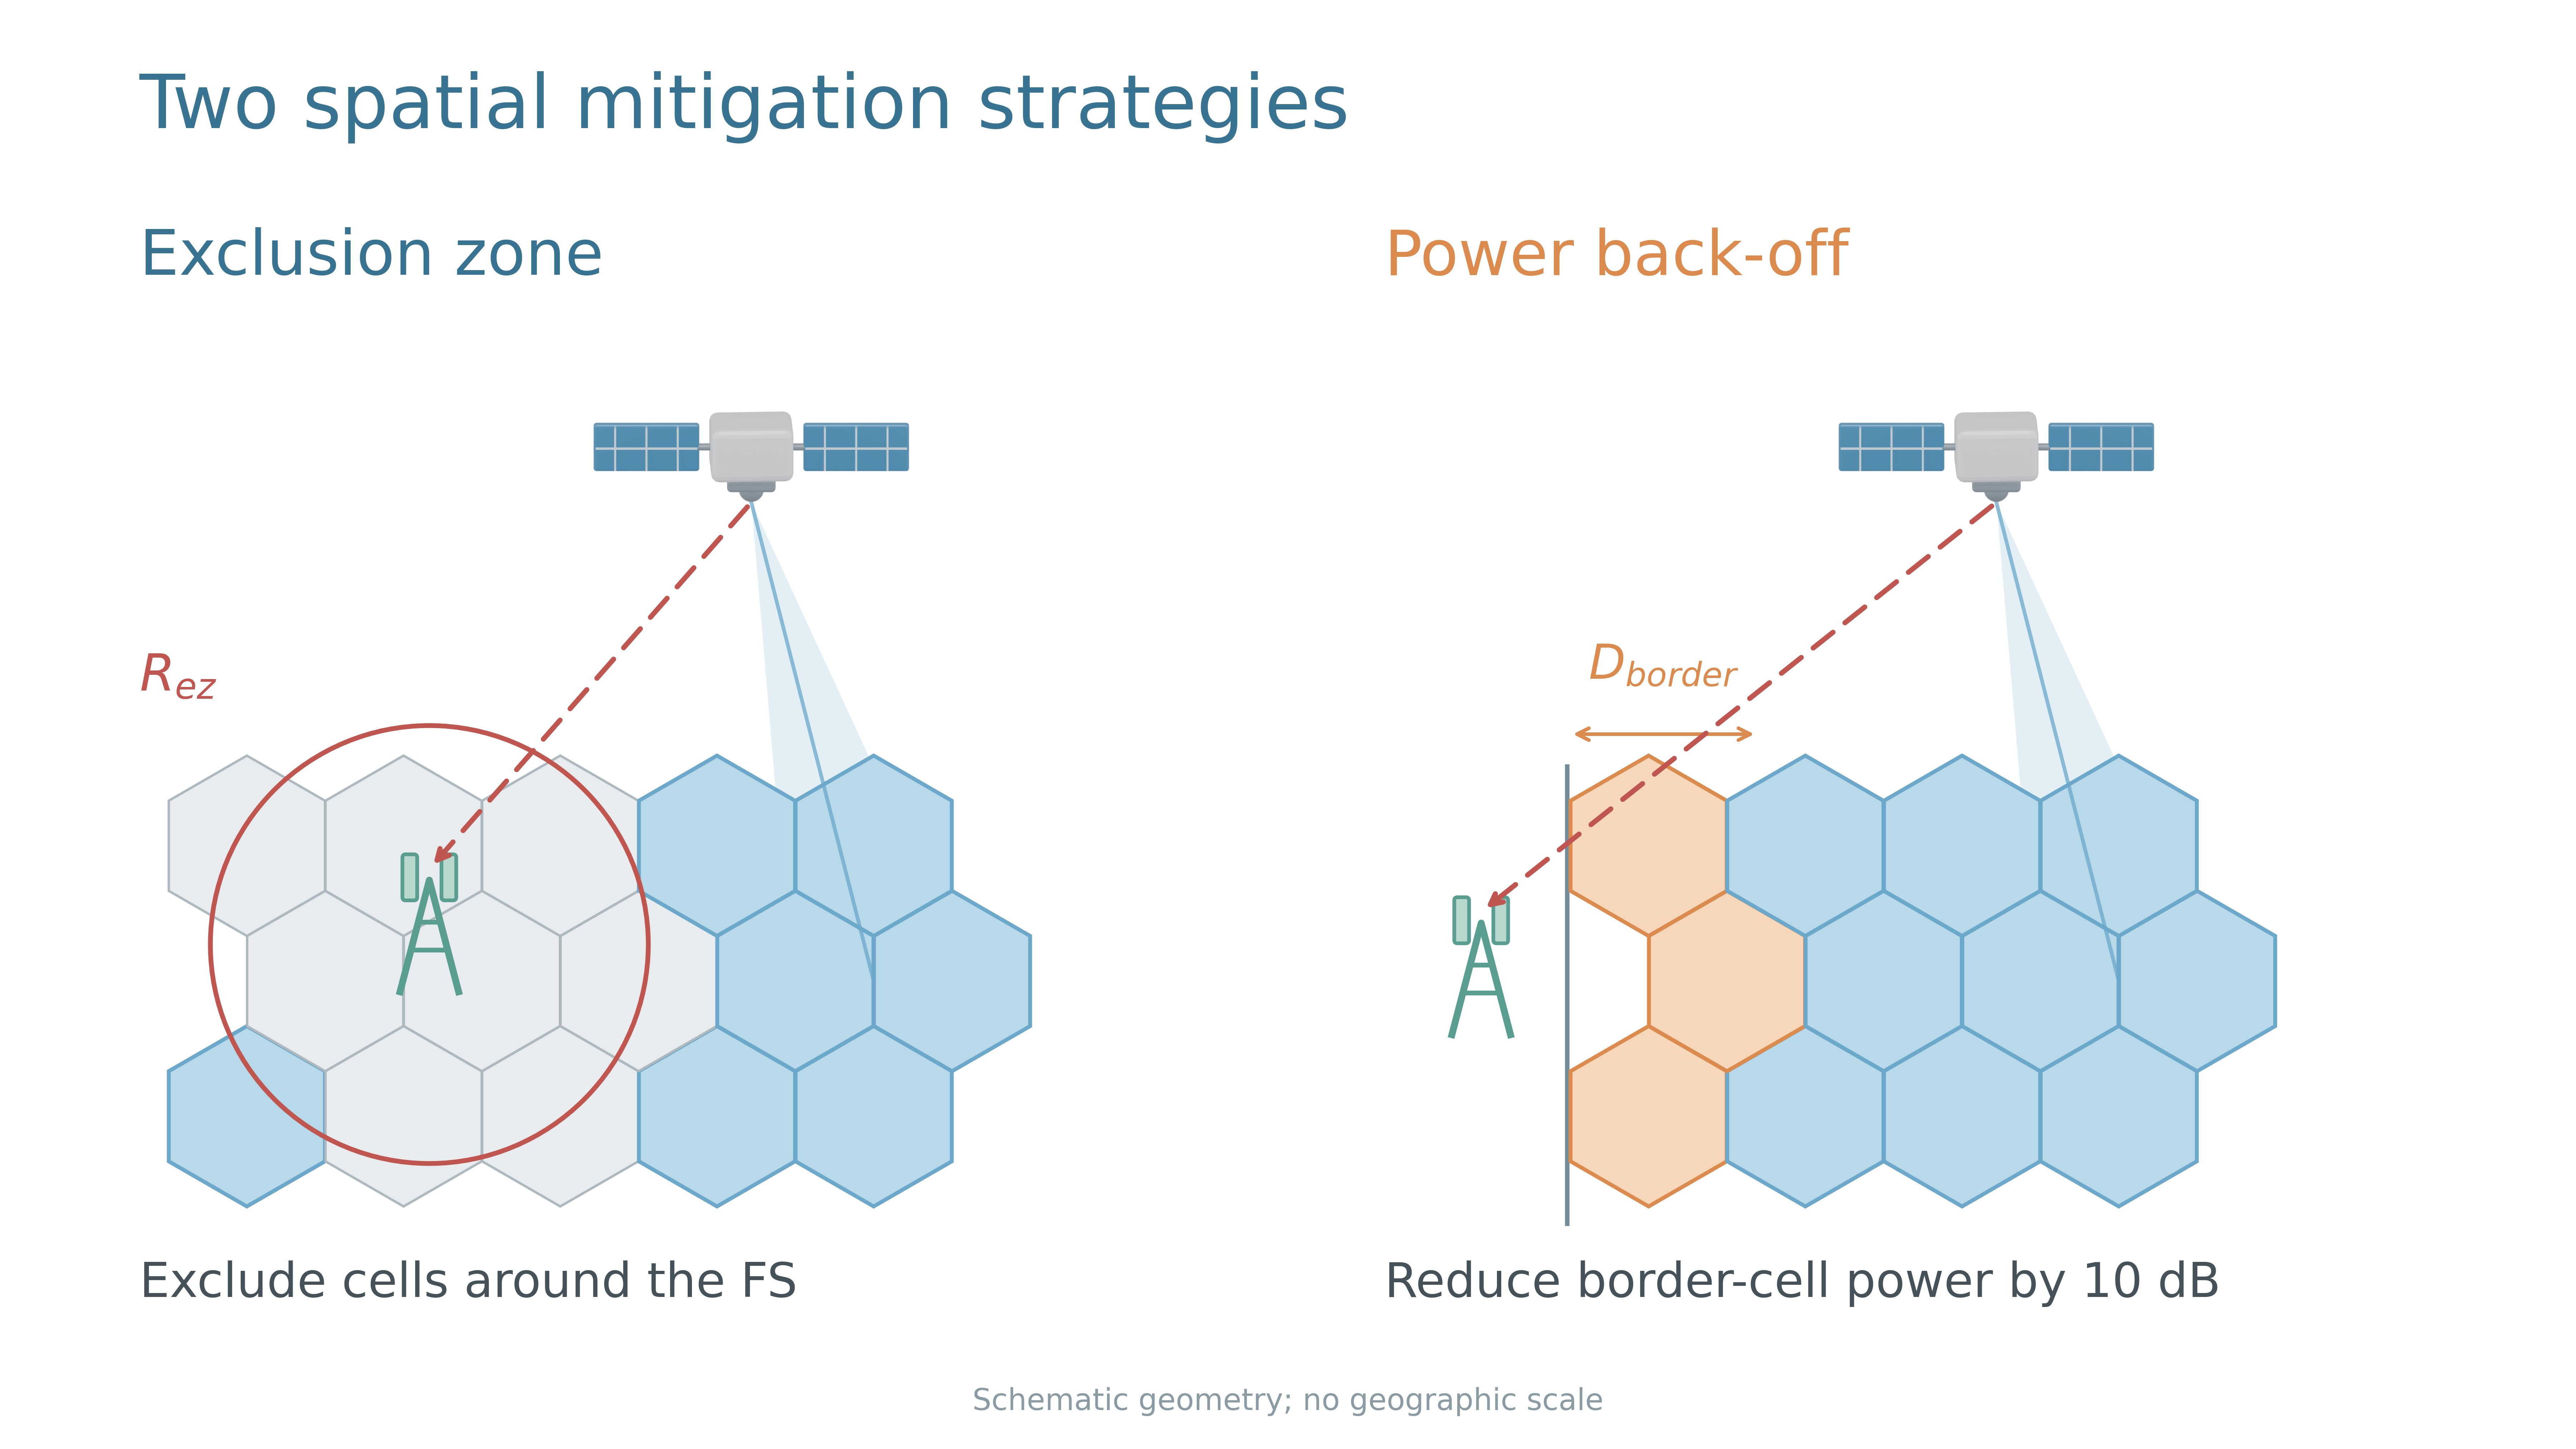 Two spatial mitigation strategies
Exclusion zone
Power back-off
R_ez
D_border
Exclude cells around the FS
Reduce border-cell power by 10 dB
Schematic geometry; no geographic scale